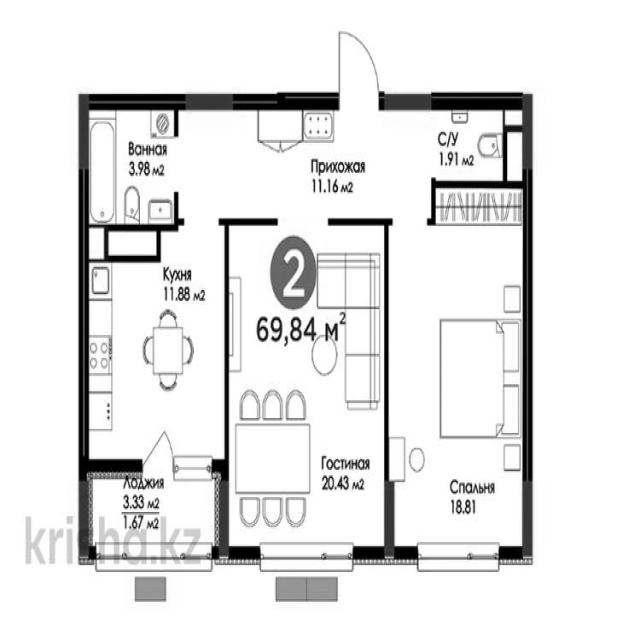 Ванная
3.98 м2
С/У
1.91 м2
Прихожая
11.16 м2
Кухня
11.88 м2
2
69,84 м2
Гостиная
20.43 м2
Спальня
18.81
Лоджия
3.33 м2
1.67 м2
krisha.kz